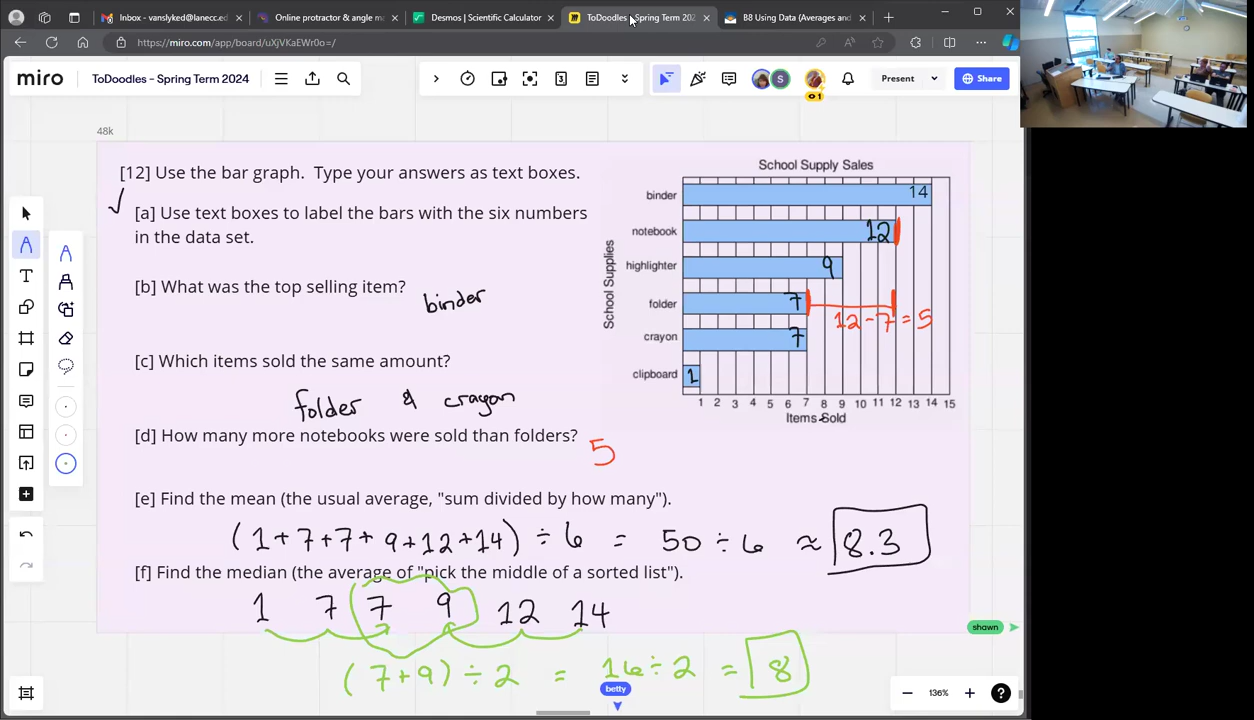 Inbox - vanslyked@lanecc.ed
Online protractor & angle m
Desmos | Scientific Calculator
ToDoodles - Spring Term 202
B8 Using Data (Averages and
https://miro.com/app/board/uXjVKaEWr0o=/
miro
ToDoodles - Spring Term 2024
3
S
1
Present
Share
48k
[12] Use the bar graph. Type your answers as text boxes.
[a] Use text boxes to label the bars with the six numbers
in the data set.
[b] What was the top selling item?
binder
[c] Which items sold the same amount?
folder & crayon
[d] How many more notebooks were sold than folders?
5
[e] Find the mean (the usual average, "sum divided by how many").
(1+7+7+9+12+14) ÷ 6 = 50 ÷ 6 ≈ 8.3
[f] Find the median (the average of "pick the middle of a sorted list").
1 7 7 9 12 14
(7+9) ÷ 2 = 16 ÷ 2 = 8
School Supply Sales
School Supplies
binder 14
notebook 12
highlighter 9
folder 7
12 - 7 = 5
crayon 7
clipboard 1
1 2 3 4 5 6 7 8 9 10 11 12 13 14 15
Items Sold
shawn
betty
136%